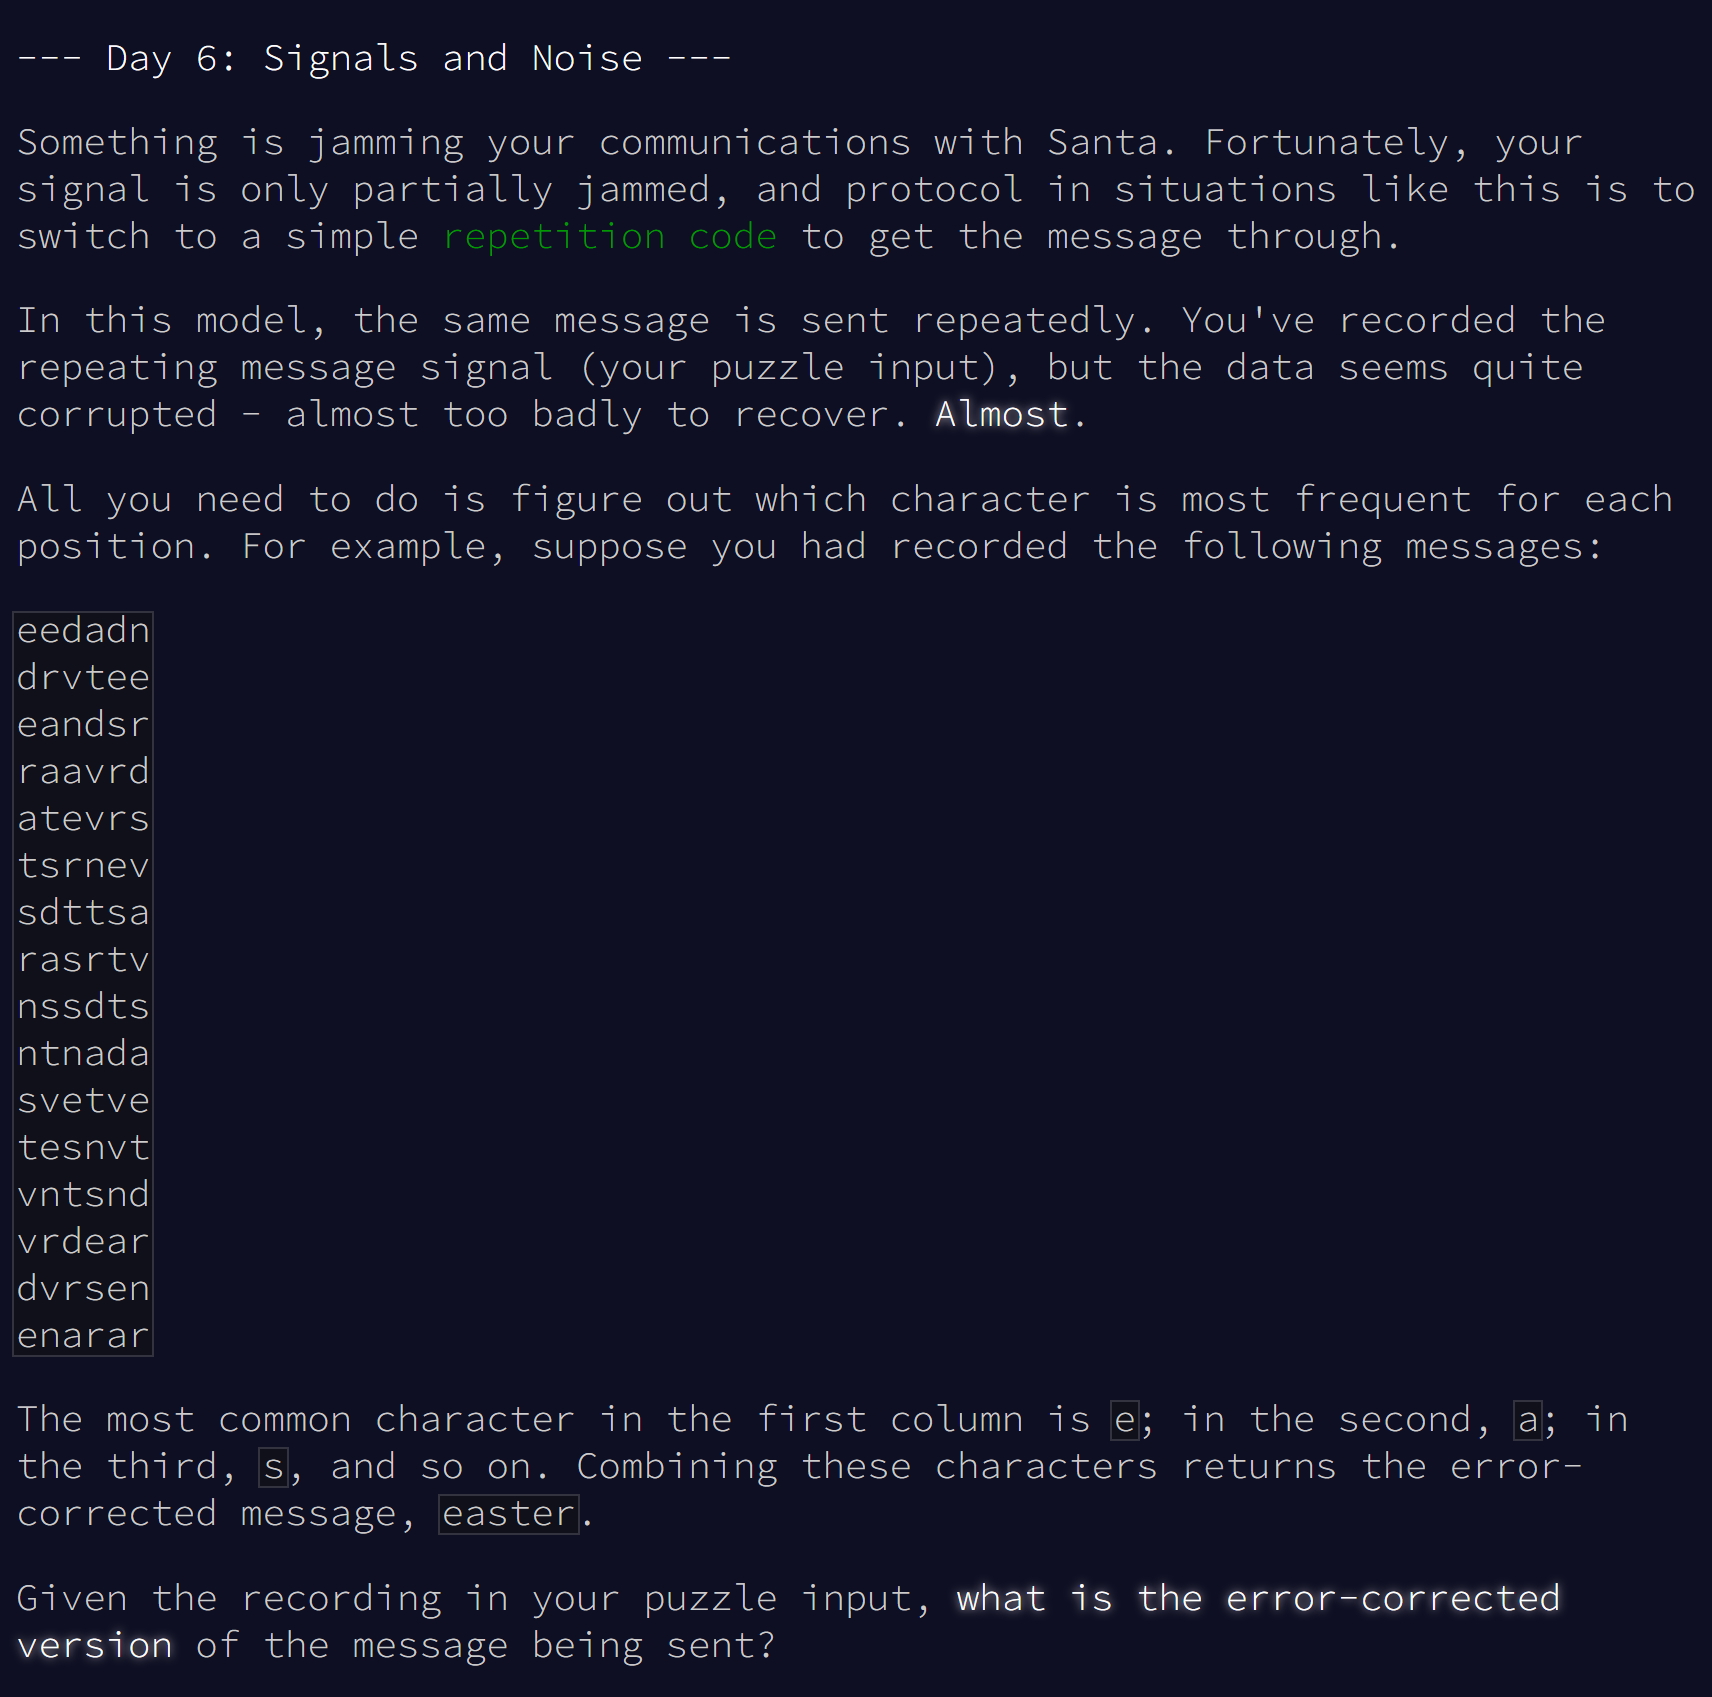 --- Day 6: Signals and Noise ---
Something is jamming your communications with Santa. Fortunately, your
signal is only partially jammed, and protocol in situations like this is to
switch to a simple repetition code to get the message through.
In this model, the same message is sent repeatedly. You've recorded the
repeating message signal (your puzzle input), but the data seems quite
corrupted - almost too badly to recover. Almost.
All you need to do is figure out which character is most frequent for each
position. For example, suppose you had recorded the following messages:
eedadn
drvtee
eandsr
raavrd
atevrs
tsrnev
sdttsa
rasrtv
nssdts
ntnada
svetve
tesnvt
vntsnd
vrdear
dvrsen
enarar
The most common character in the first column is e; in the second, a; in
the third, s, and so on. Combining these characters returns the error-
corrected message, easter.
Given the recording in your puzzle input, what is the error-corrected
version of the message being sent?